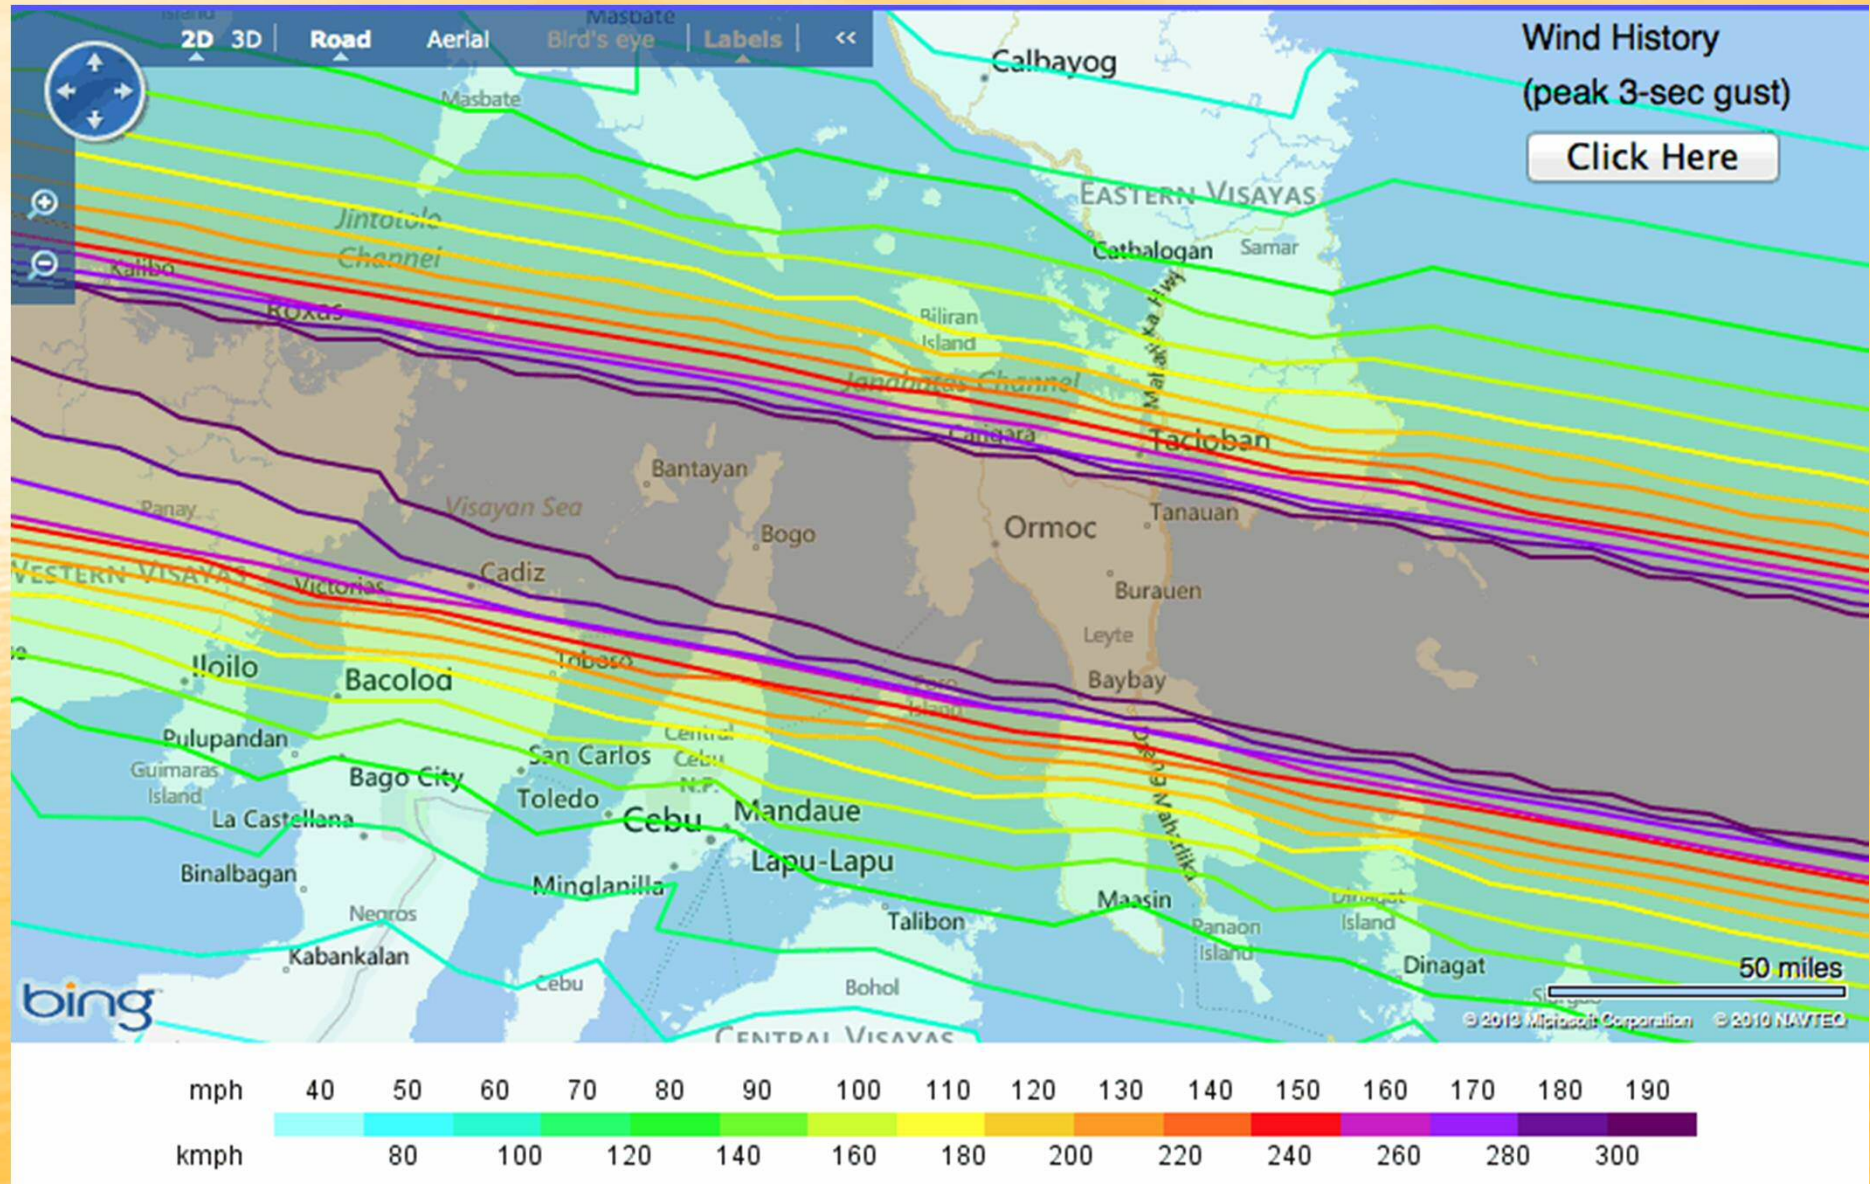 Island
Masbate
2D 3D | Road Aerial Bird's eye | Labels | <<
Wind History
(peak 3-sec gust)
Click Here
Calbayog
Masbate
EASTERN VISAYAS
Jintotolo
Channel
Catbalogan
Samar
Kalibo
Roxas
Biliran
Island
Janabatas Channel
Carigara
Tacloban
Bantayan
Visayan Sea
Panay
Tanauan
Bogo
Ormoc
WESTERN VISAYAS
Victorias
Cadiz
Burauen
Leyte
Iloilo
Bacolod
Toboso
Baybay
Poro
Island
Pulupandan
San Carlos
Central
Cebu
N.P.
Guimaras
Island
Bago City
Toledo
La Castellana
Cebu
Mandaue
Lapu-Lapu
Binalbagan
Minglanilla
Negros
Talibon
Maasin
Panaon
Island
Dinagat
Island
Kabankalan
Cebu
Bohol
Dinagat
50 miles
Siargao
bing
CENTRAL VISAYAS
© 2013 Microsoft Corporation © 2010 NAVTEQ
mph 40 50 60 70 80 90 100 110 120 130 140 150 160 170 180 190
kmph 80 100 120 140 160 180 200 220 240 260 280 300